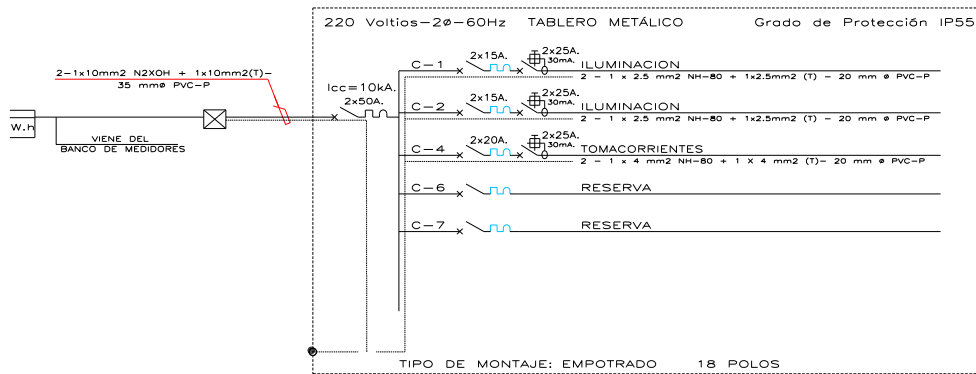 220 Voltios-2ø-60Hz TABLERO METÁLICO Grado de Protección IP55
2-1x10mm2 N2XOH + 1x10mm2(T)-
35 mmø PVC-P
W.h
VIENE DEL
BANCO DE MEDIDORES
Icc=10kA.
2x50A.
C-1 2x15A. 2x25A.
30mA.
ILUMINACION
2 - 1 x 2.5 mm2 NH-80 + 1x2.5mm2 (T) - 20 mm ø PVC-P
C-2 2x15A. 2x25A.
30mA.
ILUMINACION
2 - 1 x 2.5 mm2 NH-80 + 1x2.5mm2 (T) - 20 mm ø PVC-P
C-4 2x20A. 2x25A.
30mA.
TOMACORRIENTES
2 - 1 x 4 mm2 NH-80 + 1 X 4 mm2 (T)- 20 mm ø PVC-P
C-6 RESERVA
C-7 RESERVA
TIPO DE MONTAJE: EMPOTRADO 18 POLOS